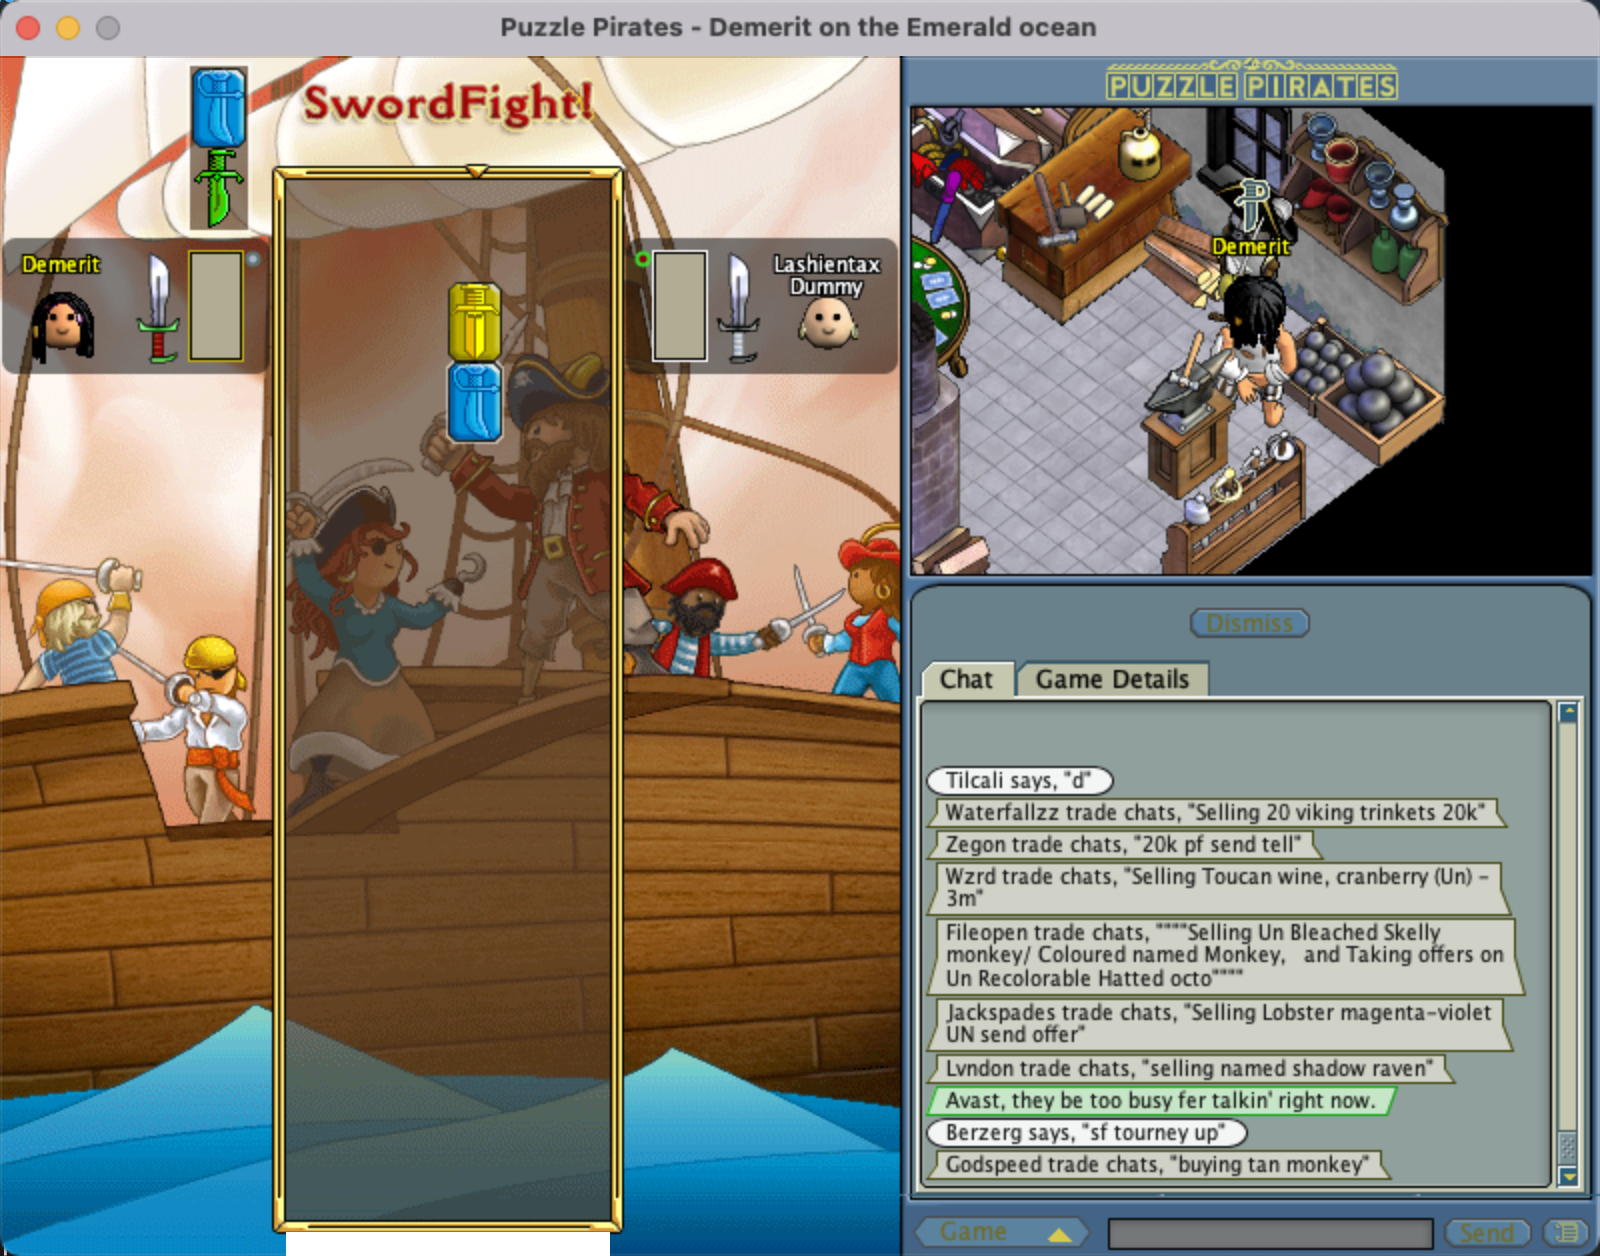 Puzzle Pirates - Demerit on the Emerald ocean
SwordFight!
Demerit
Lashientax
Dummy
PUZZLE PIRATES
Demerit
Dismiss
Chat
Game Details
Tilcali says, "d"
Waterfallzz trade chats, "Selling 20 viking trinkets 20k"
Zegon trade chats, "20k pf send tell"
Wzrd trade chats, "Selling Toucan wine, cranberry (Un) -
3m"
Fileopen trade chats, """"Selling Un Bleached Skelly
monkey/ Coloured named Monkey,   and Taking offers on
Un Recolorable Hatted octo""""
Jackspades trade chats, "Selling Lobster magenta-violet
UN send offer"
Lvndon trade chats, "selling named shadow raven"
Avast, they be too busy fer talkin' right now.
Berzerg says, "sf tourney up"
Godspeed trade chats, "buying tan monkey"
Game
Send